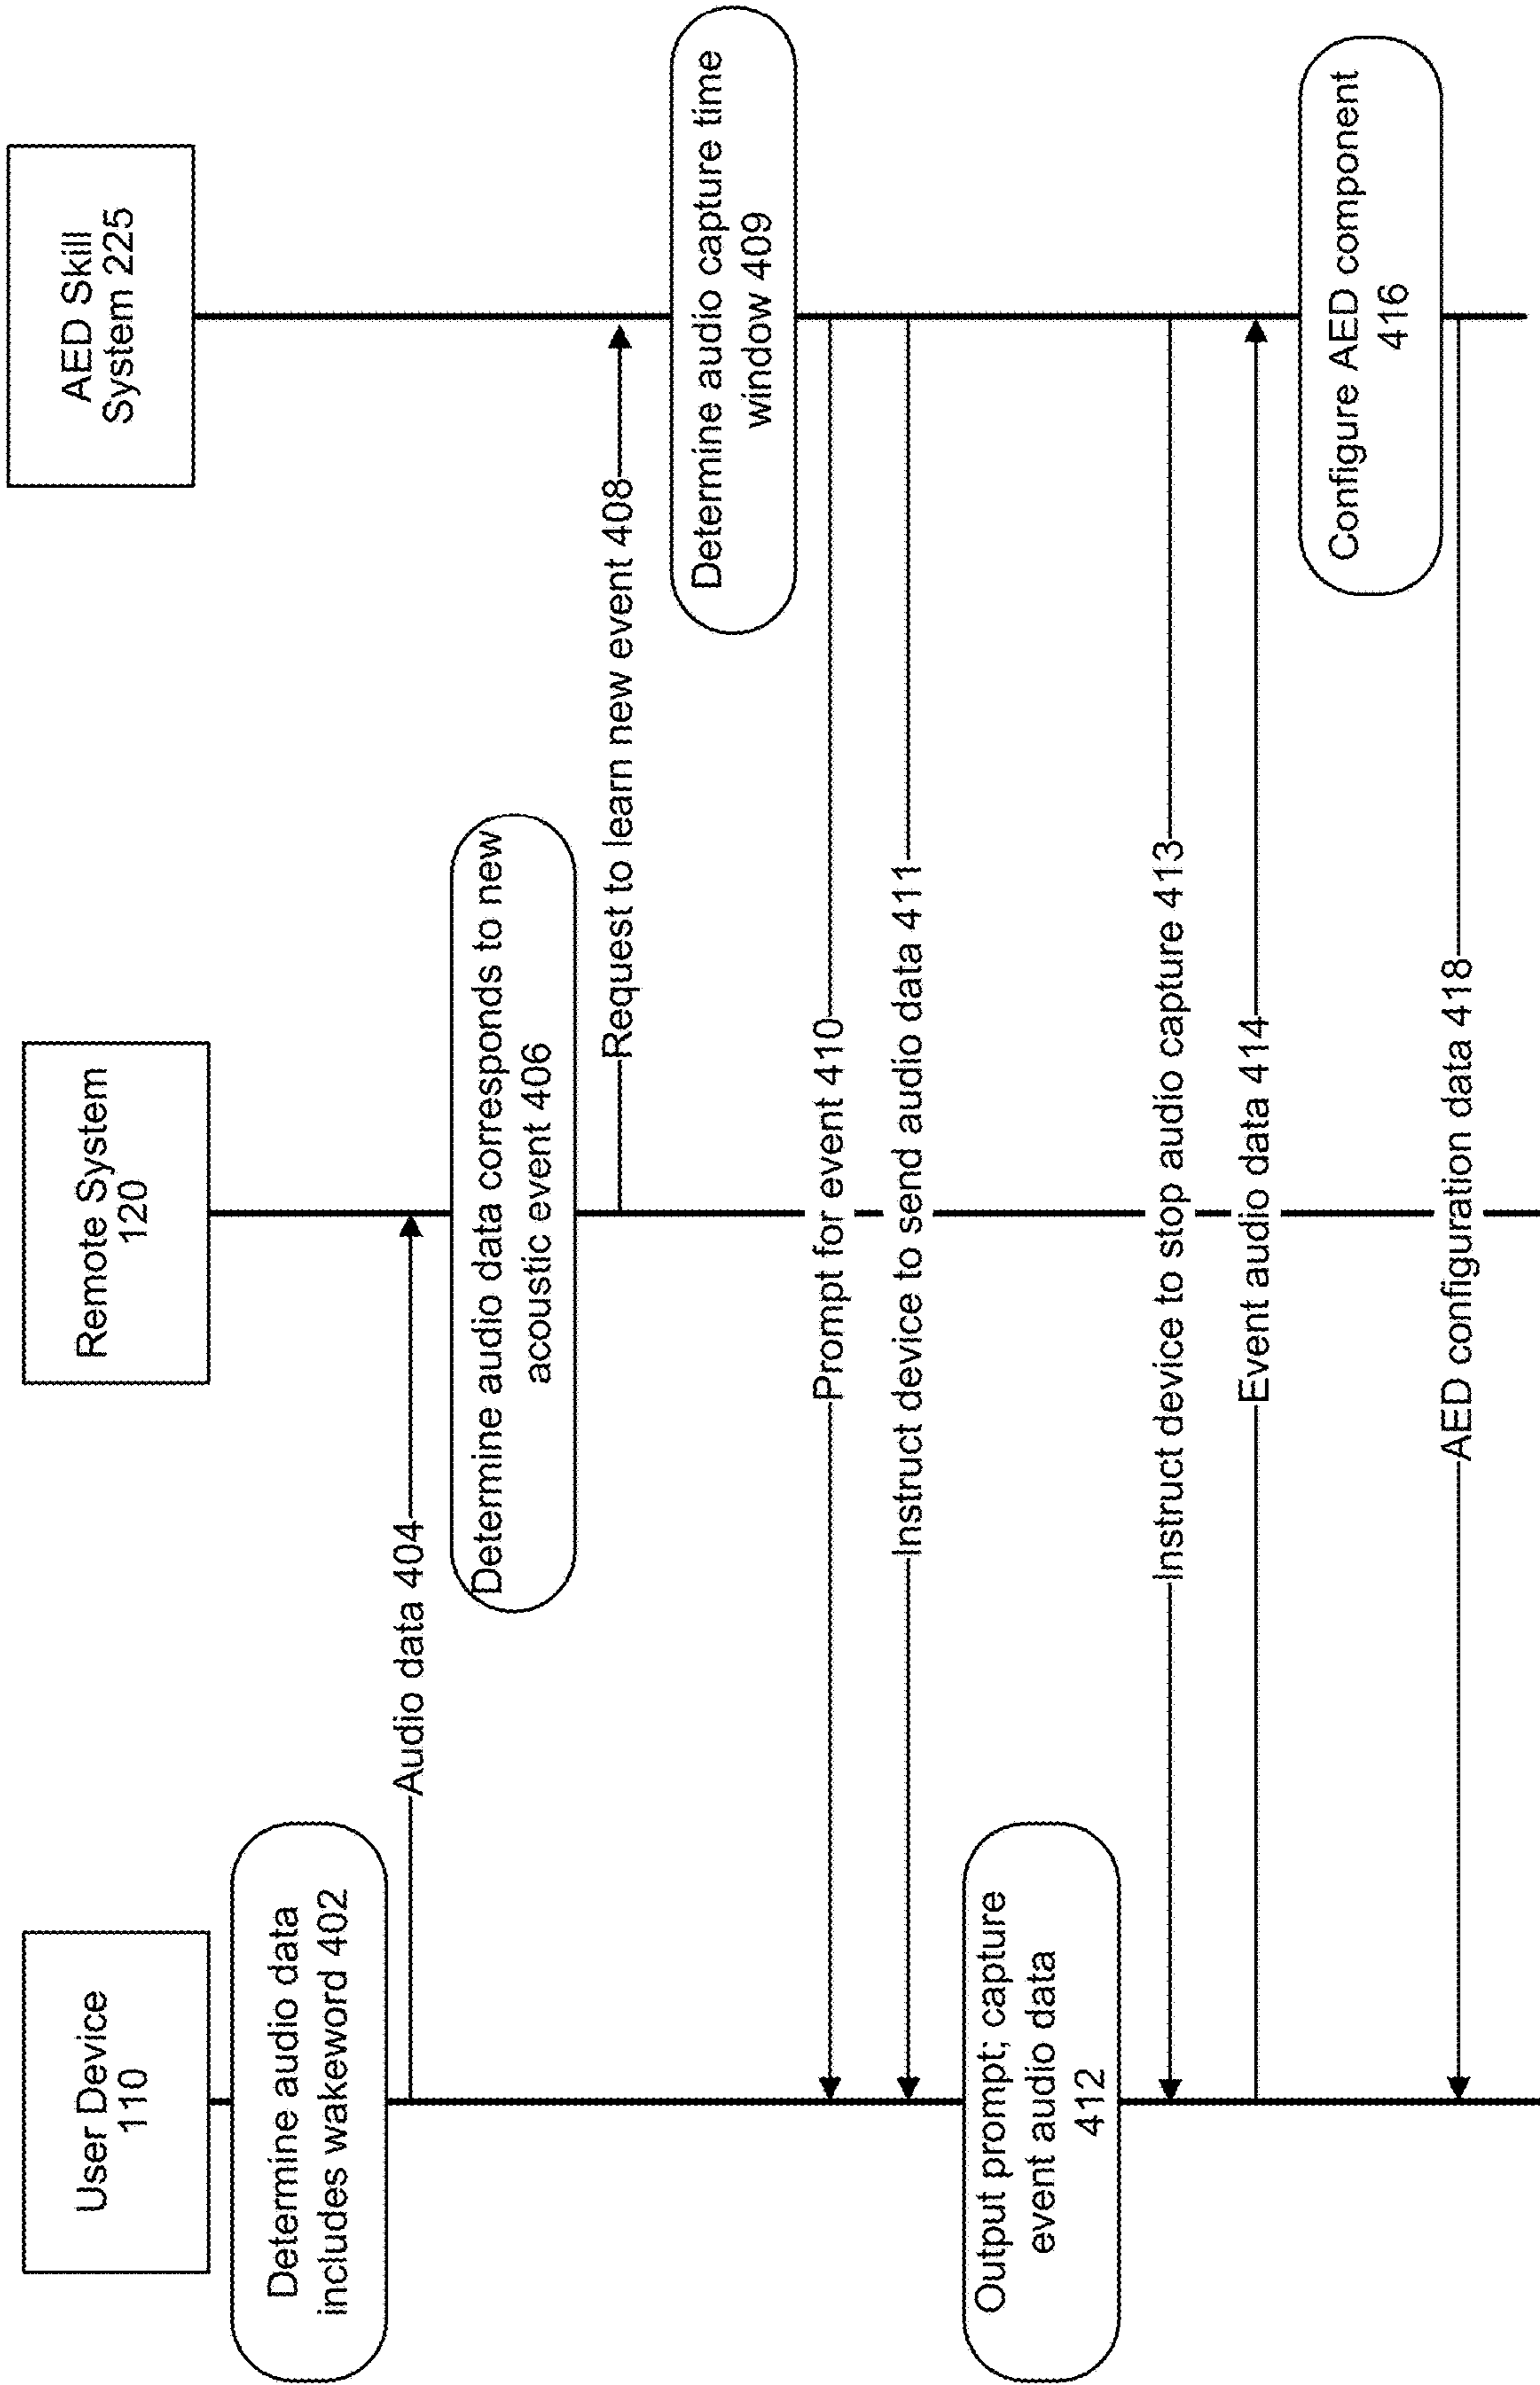 User Device
110
Remote System
120
AED Skill
System 225
Determine audio data
includes wakeword 402
Audio data 404
Determine audio data corresponds to new
acoustic event 406
Request to learn new event 408
Determine audio capture time
window 409
Prompt for event 410
Instruct device to send audio data 411
Output prompt; capture
event audio data
412
Instruct device to stop audio capture 413
Event audio data 414
Configure AED component
416
AED configuration data 418